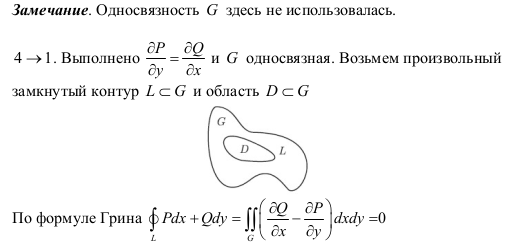 Замечание. Односвязность G здесь не использовалась.
4 → 1. Выполнено ∂P/∂y = ∂Q/∂x и G односвязная. Возьмем произвольный
замкнутый контур L ⊂ G и область D ⊂ G
G
D
L
По формуле Грина ∮_L Pdx + Qdy = ∬_G (∂Q/∂x − ∂P/∂y) dxdy =0